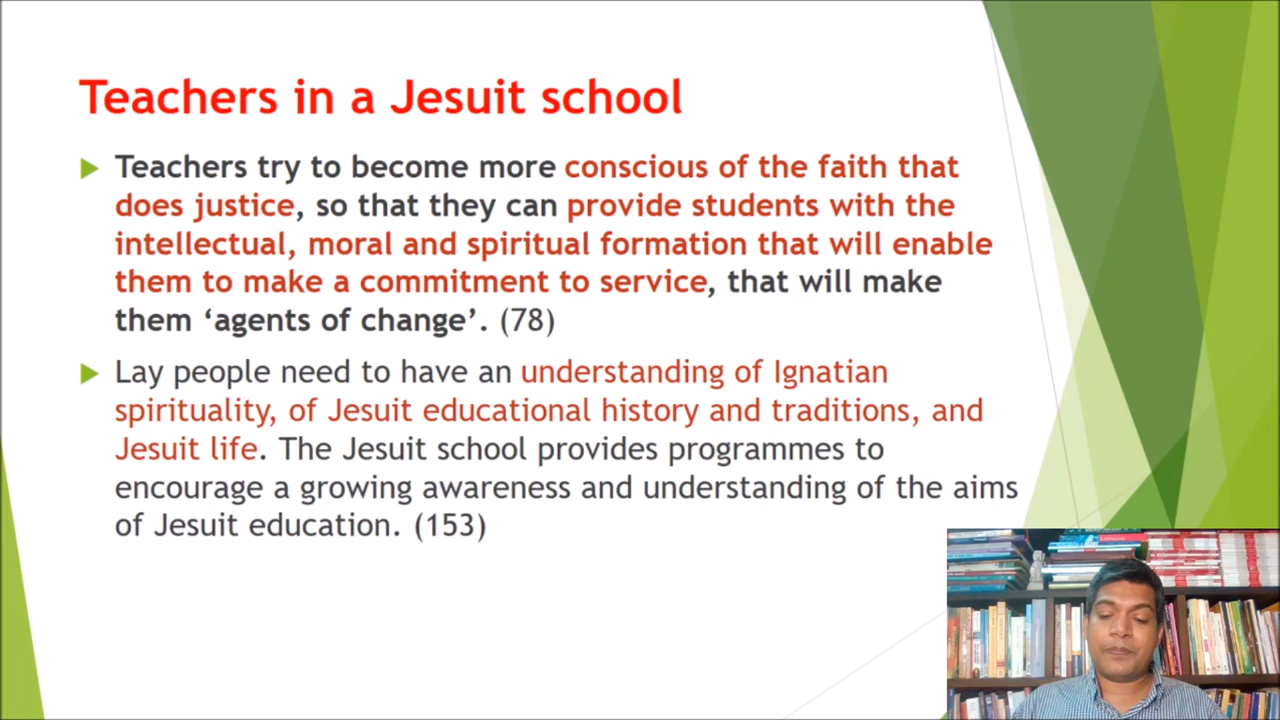 Teachers in a Jesuit school
Teachers try to become more conscious of the faith that
does justice, so that they can provide students with the
intellectual, moral and spiritual formation that will enable
them to make a commitment to service, that will make
them ‘agents of change’. (78)
Lay people need to have an understanding of Ignatian
spirituality, of Jesuit educational history and traditions, and
Jesuit life. The Jesuit school provides programmes to
encourage a growing awareness and understanding of the aims
of Jesuit education. (153)